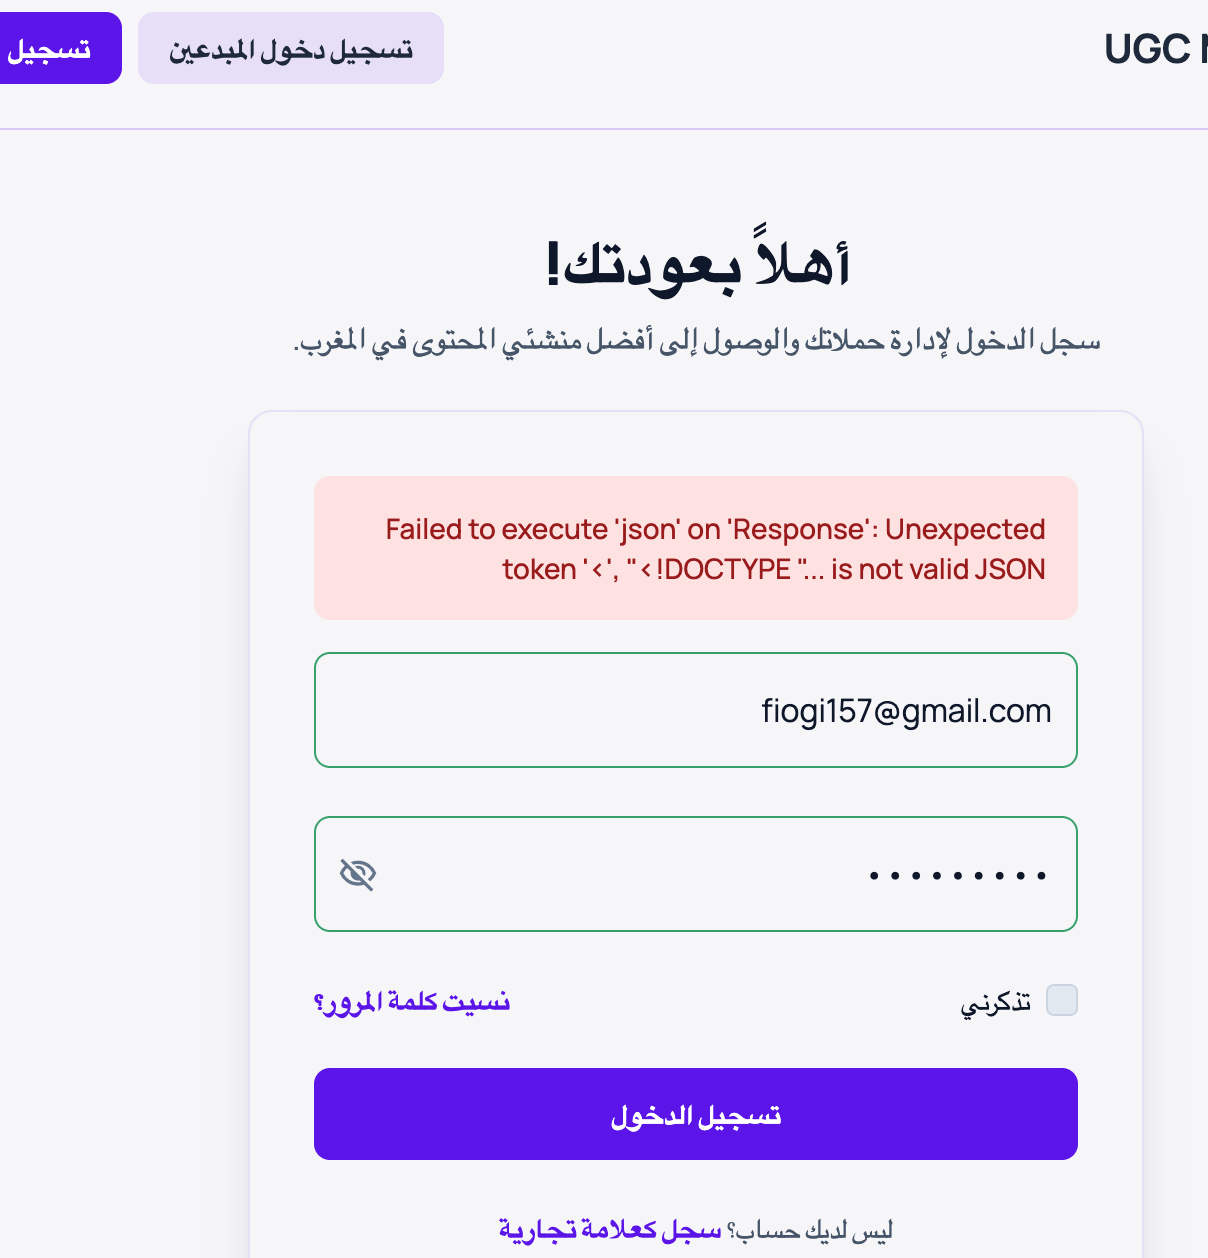 UGC
تسجيل دخول المبدعين
تسجيل
أهلاً بعودتك!
سجل الدخول لإدارة حملاتك والوصول إلى أفضل منشئي المحتوى في المغرب.
Failed to execute 'json' on 'Response': Unexpected
token '<', "<!DOCTYPE "... is not valid JSON
fiogi157@gmail.com
تذكرني
نسيت كلمة المرور؟
تسجيل الدخول
ليس لديك حساب؟ سجل كعلامة تجارية